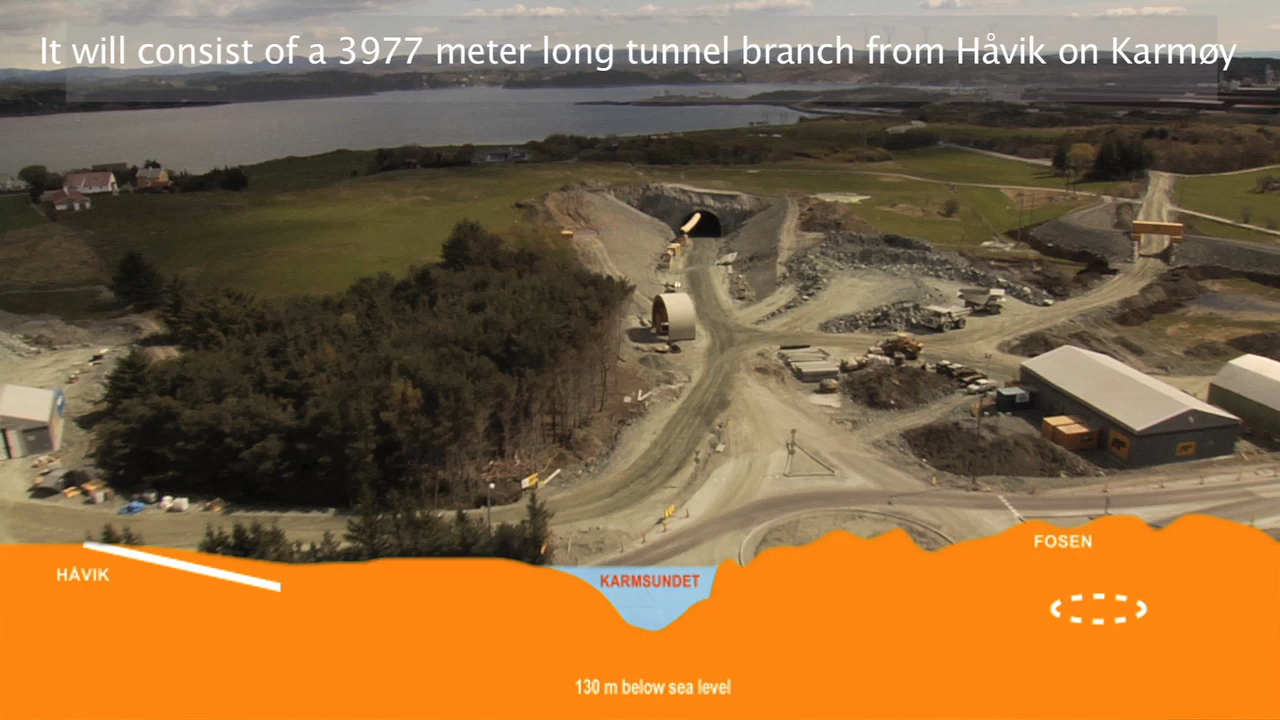 It will consist of a 3977 meter long tunnel branch from Håvik on Karmøy
HÅVIK
KARMSUNDET
FOSEN
130 m below sea level